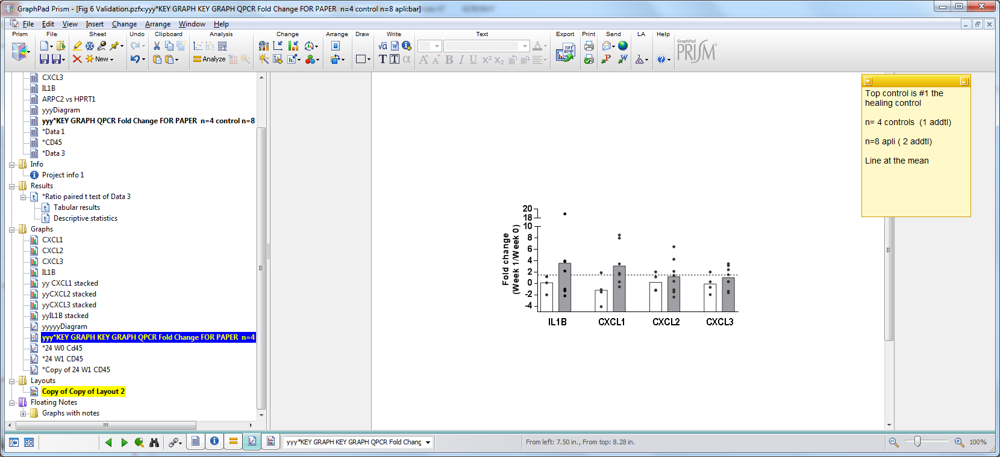 GraphPad Prism - [Fig 6 Validation.pzfx:yyy*KEY GRAPH KEY GRAPH QPCR Fold Change FOR PAPER  n=4 control n=8 apli:bar]
File Edit View Insert Change Arrange Window Help
Prism File Sheet Undo Clipboard Analysis Change Arrange Draw Write Text Export Print Send LA Help
New
Analyze
TIFF
BMP
GraphPad
PRISM
CXCL3
IL1B
ARPC2 vs HPRT1
yyyDiagram
yyy*KEY GRAPH QPCR Fold Change FOR PAPER  n=4 control n=8
*Data 1
*CD45
*Data 3
Info
Project info 1
Results
*Ratio paired t test of Data 3
Tabular results
Descriptive statistics
Graphs
CXCL1
CXCL2
CXCL3
IL1B
yy CXCL1 stacked
yyCXCL2 stacked
yyCXCL3 stacked
yyIL1B stacked
yyyyyDiagram
yyy*KEY GRAPH KEY GRAPH QPCR Fold Change FOR PAPER  n=4
*24 W0 Cd45
*24 W1 CD45
*Copy of 24 W1 CD45
Layouts
Copy of Copy of Layout 2
Floating Notes
Graphs with notes
Top control is #1 the
healing control
n= 4 controls  (1 addtl)
n=8 apli ( 2 addtl)
Line at the mean
Fold change
(Week 1/Week 0)
20
18
10
8
6
4
2
0
-2
-4
IL1B CXCL1 CXCL2 CXCL3
yyy*KEY GRAPH KEY GRAPH QPCR Fold Chang
From left: 7.50 in., From top: 8.28 in.
100%